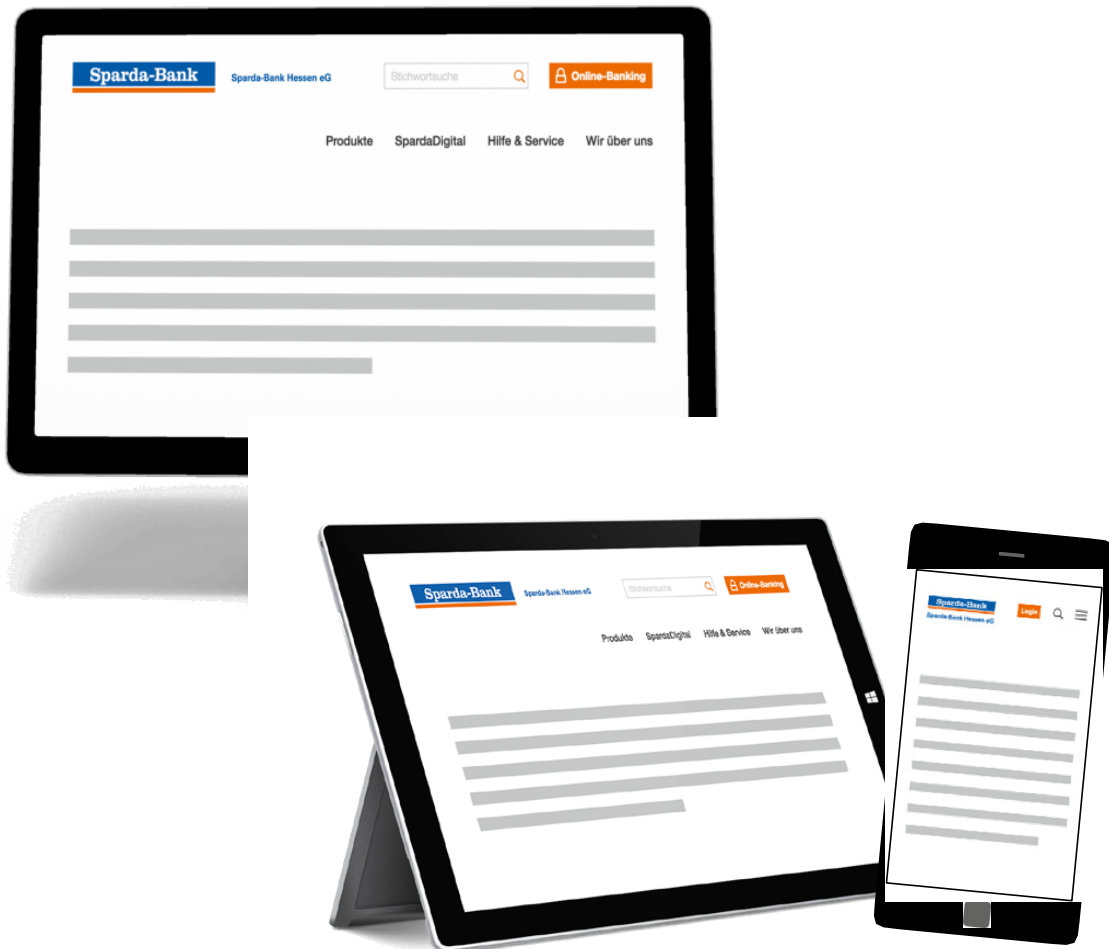 Sparda-Bank Sparda-Bank Hessen eG Stichwortsuche Online-Banking
Produkte SpardaDigital Hilfe & Service Wir über uns
Sparda-Bank Sparda-Bank Hessen eG Stichwortsuche Online-Banking
Produkte SpardaDigital Hilfe & Service Wir über uns
Sparda-Bank Login
Sparda-Bank Hessen eG